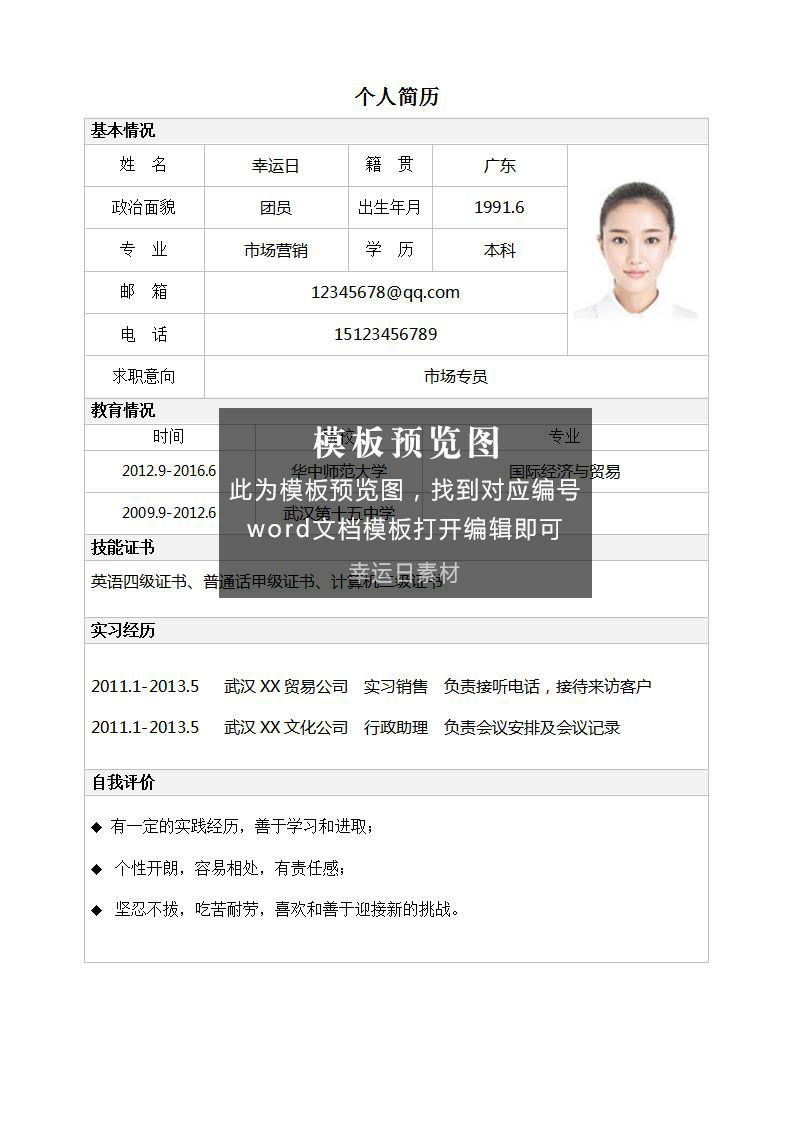 个人简历
基本情况
姓 名 幸运日 籍 贯 广东
政治面貌 团员 出生年月 1991.6
专 业 市场营销 学 历 本科
邮 箱 12345678@qq.com
电 话 15123456789
求职意向 市场专员
教育情况
时间 专业
模板预览图
2012.9-2016.6 华中师范大学 国际经济与贸易
此为模板预览图，找到对应编号
2009.9-2012.6 武汉第十五中学
word文档模板打开编辑即可
技能证书
幸运日素材
英语四级证书、普通话甲级证书、计算机二级证书
实习经历
2011.1-2013.5 武汉 XX 贸易公司 实习销售 负责接听电话，接待来访客户
2011.1-2013.5 武汉 XX 文化公司 行政助理 负责会议安排及会议记录
自我评价
◆ 有一定的实践经历，善于学习和进取；
◆ 个性开朗，容易相处，有责任感；
◆ 坚忍不拔，吃苦耐劳，喜欢和善于迎接新的挑战。